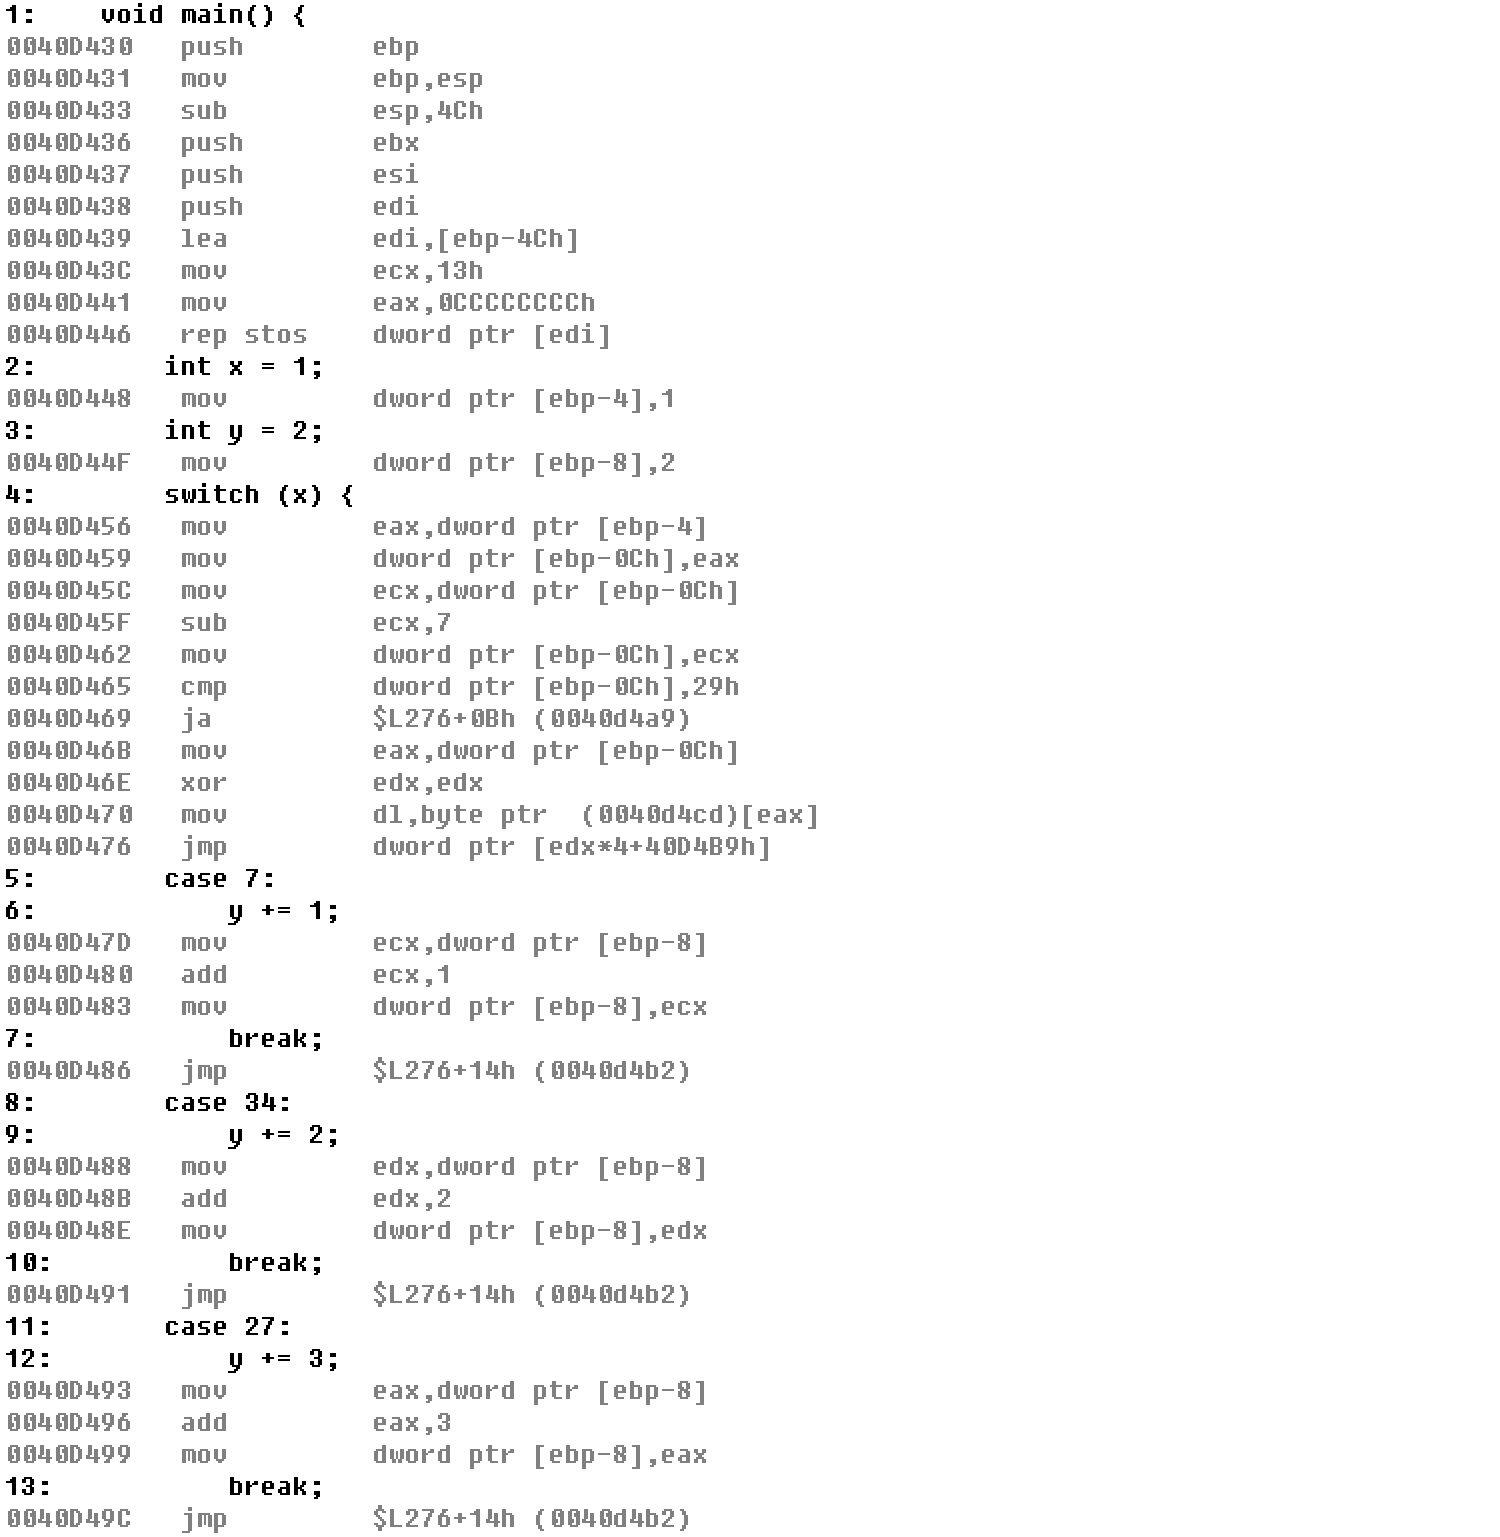 1:    void main() {
0040D430   push        ebp
0040D431   mov         ebp,esp
0040D433   sub         esp,4Ch
0040D436   push        ebx
0040D437   push        esi
0040D438   push        edi
0040D439   lea         edi,[ebp-4Ch]
0040D43C   mov         ecx,13h
0040D441   mov         eax,0CCCCCCCCh
0040D446   rep stos    dword ptr [edi]
2:        int x = 1;
0040D448   mov         dword ptr [ebp-4],1
3:        int y = 2;
0040D44F   mov         dword ptr [ebp-8],2
4:        switch (x) {
0040D456   mov         eax,dword ptr [ebp-4]
0040D459   mov         dword ptr [ebp-0Ch],eax
0040D45C   mov         ecx,dword ptr [ebp-0Ch]
0040D45F   sub         ecx,7
0040D462   mov         dword ptr [ebp-0Ch],ecx
0040D465   cmp         dword ptr [ebp-0Ch],29h
0040D469   ja          $L276+0Bh (0040d4a9)
0040D46B   mov         eax,dword ptr [ebp-0Ch]
0040D46E   xor         edx,edx
0040D470   mov         dl,byte ptr  (0040d4cd)[eax]
0040D476   jmp         dword ptr [edx*4+40D4B9h]
5:        case 7:
6:            y += 1;
0040D47D   mov         ecx,dword ptr [ebp-8]
0040D480   add         ecx,1
0040D483   mov         dword ptr [ebp-8],ecx
7:            break;
0040D486   jmp         $L276+14h (0040d4b2)
8:        case 34:
9:            y += 2;
0040D488   mov         edx,dword ptr [ebp-8]
0040D48B   add         edx,2
0040D48E   mov         dword ptr [ebp-8],edx
10:           break;
0040D491   jmp         $L276+14h (0040d4b2)
11:       case 27:
12:           y += 3;
0040D493   mov         eax,dword ptr [ebp-8]
0040D496   add         eax,3
0040D499   mov         dword ptr [ebp-8],eax
13:           break;
0040D49C   jmp         $L276+14h (0040d4b2)